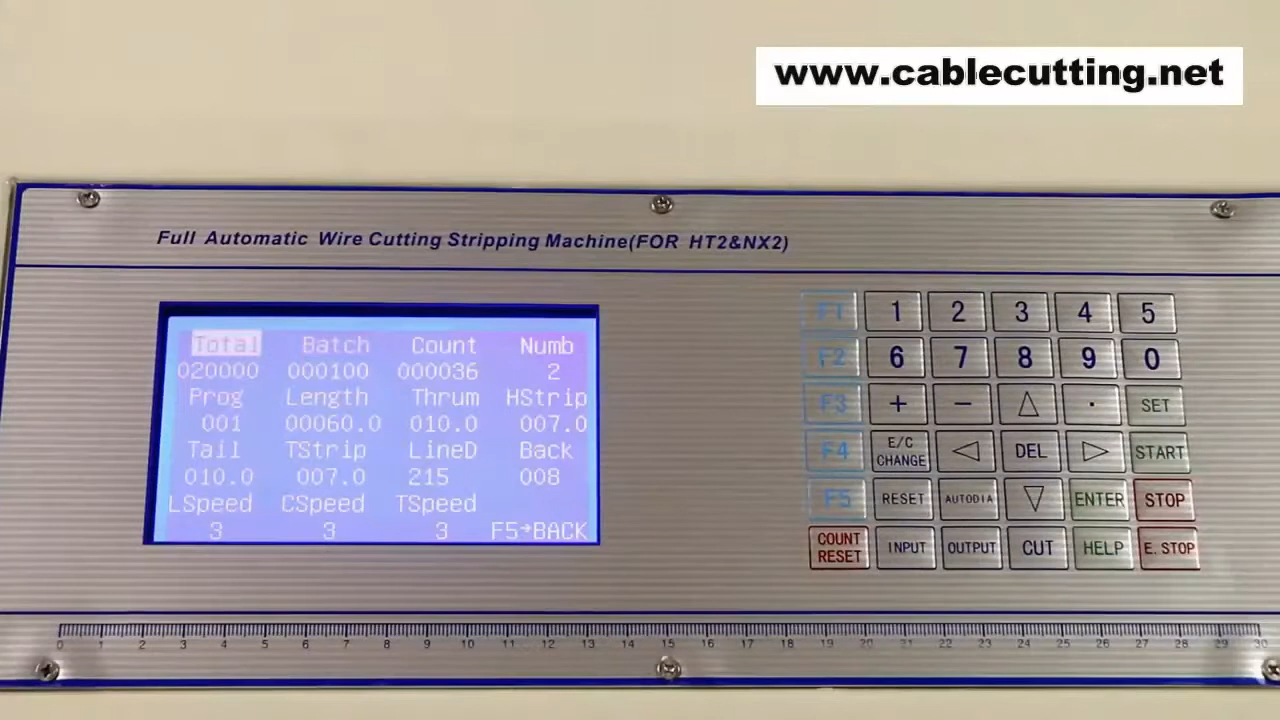 www.cablecutting.net
Full Automatic Wire Cutting Stripping Machine(FOR HT2&NX2)
Total Batch Count Numb
020000 000100 000036 2
Prog Length Thrum HStrip
001 00060.0 010.0 007.0
Tail TStrip LineD Back
010.0 007.0 215 008
LSpeed CSpeed TSpeed
3 3 3 F5→BACK
F1 1 2 3 4 5
F2 6 7 8 9 0
F3 + − △ · SET
F4 E/C CHANGE ◁ DEL ▷ START
F5 RESET AUTODIA ▽ ENTER STOP
COUNT RESET INPUT OUTPUT CUT HELP E.STOP
0 1 2 3 4 5 6 7 8 9 10 11 12 13 14 15 16 17 18 19 20 21 22 23 24 25 26 27 28 29 30